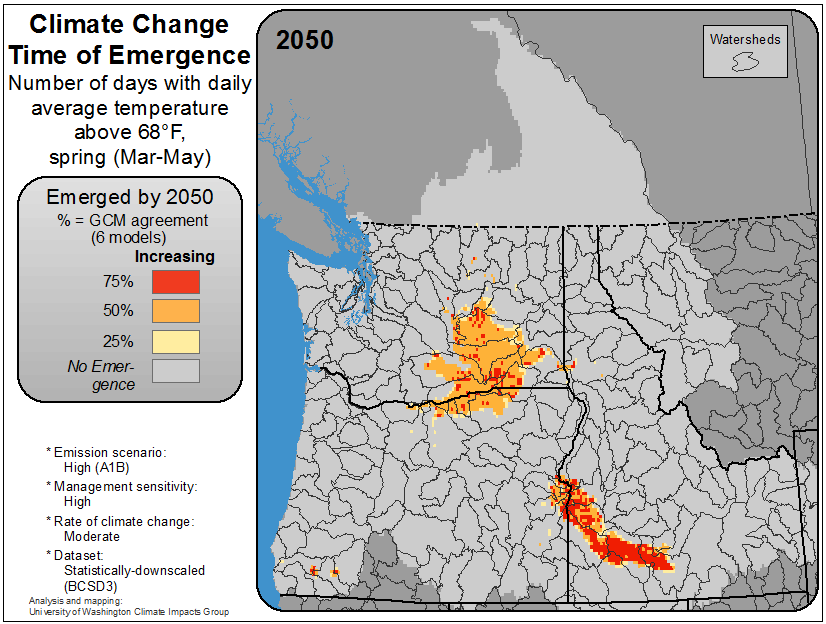 Climate Change
Time of Emergence
Number of days with daily
average temperature
above 68°F,
spring (Mar-May)
Emerged by 2050
% = GCM agreement
(6 models)
Increasing
75%
50%
25%
No Emer-
gence
* Emission scenario:
High (A1B)
* Management sensitivity:
High
* Rate of climate change:
Moderate
* Dataset:
Statistically-downscaled
(BCSD3)
Analysis and mapping:
University of Washington Climate Impacts Group
2050
Watersheds